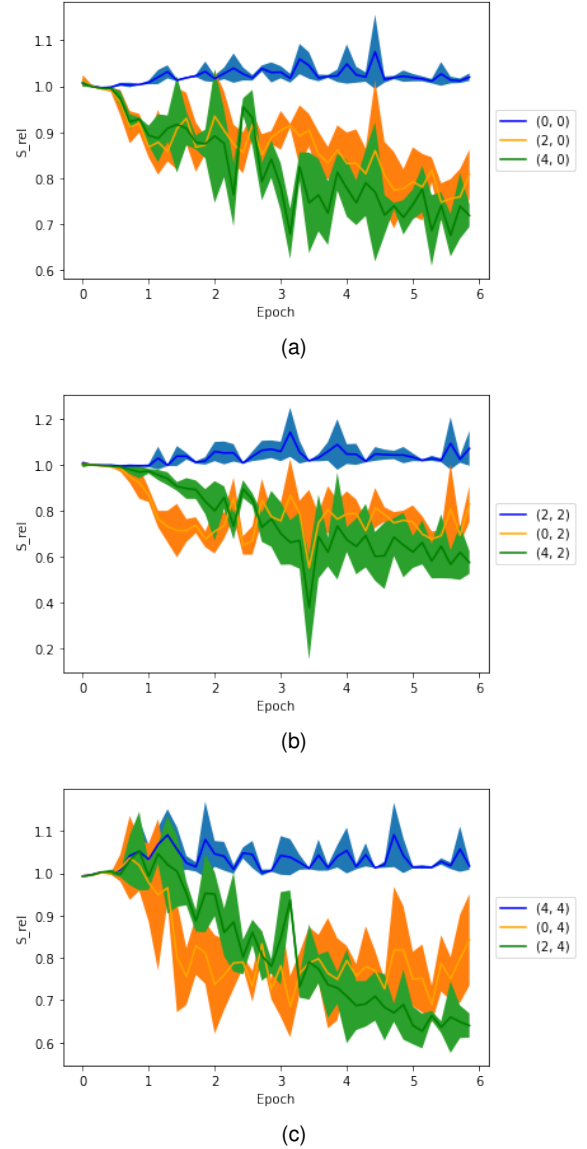 1.1
1.0
0.9
0.8
0.7
0.6
S_rel
0 1 2 3 4 5 6
Epoch
(0, 0)
(2, 0)
(4, 0)
(a)
1.2
1.0
0.8
0.6
0.4
0.2
S_rel
0 1 2 3 4 5 6
Epoch
(2, 2)
(0, 2)
(4, 2)
(b)
1.1
1.0
0.9
0.8
0.7
0.6
S_rel
0 1 2 3 4 5 6
Epoch
(4, 4)
(0, 4)
(2, 4)
(c)